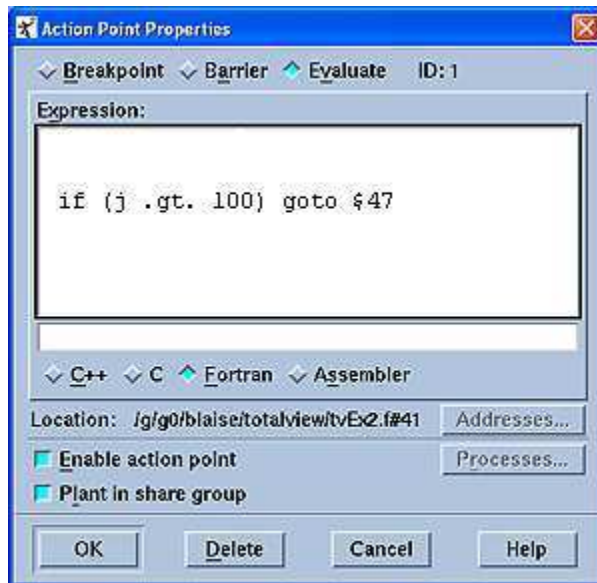 Action Point Properties
Breakpoint Barrier Evaluate ID: 1
Expression:
if (j .gt. 100) goto $47
C++ C Fortran Assembler
Location: /g/g0/blaise/totalview/tvEx2.f#41 Addresses...
Enable action point Processes...
Plant in share group
OK Delete Cancel Help